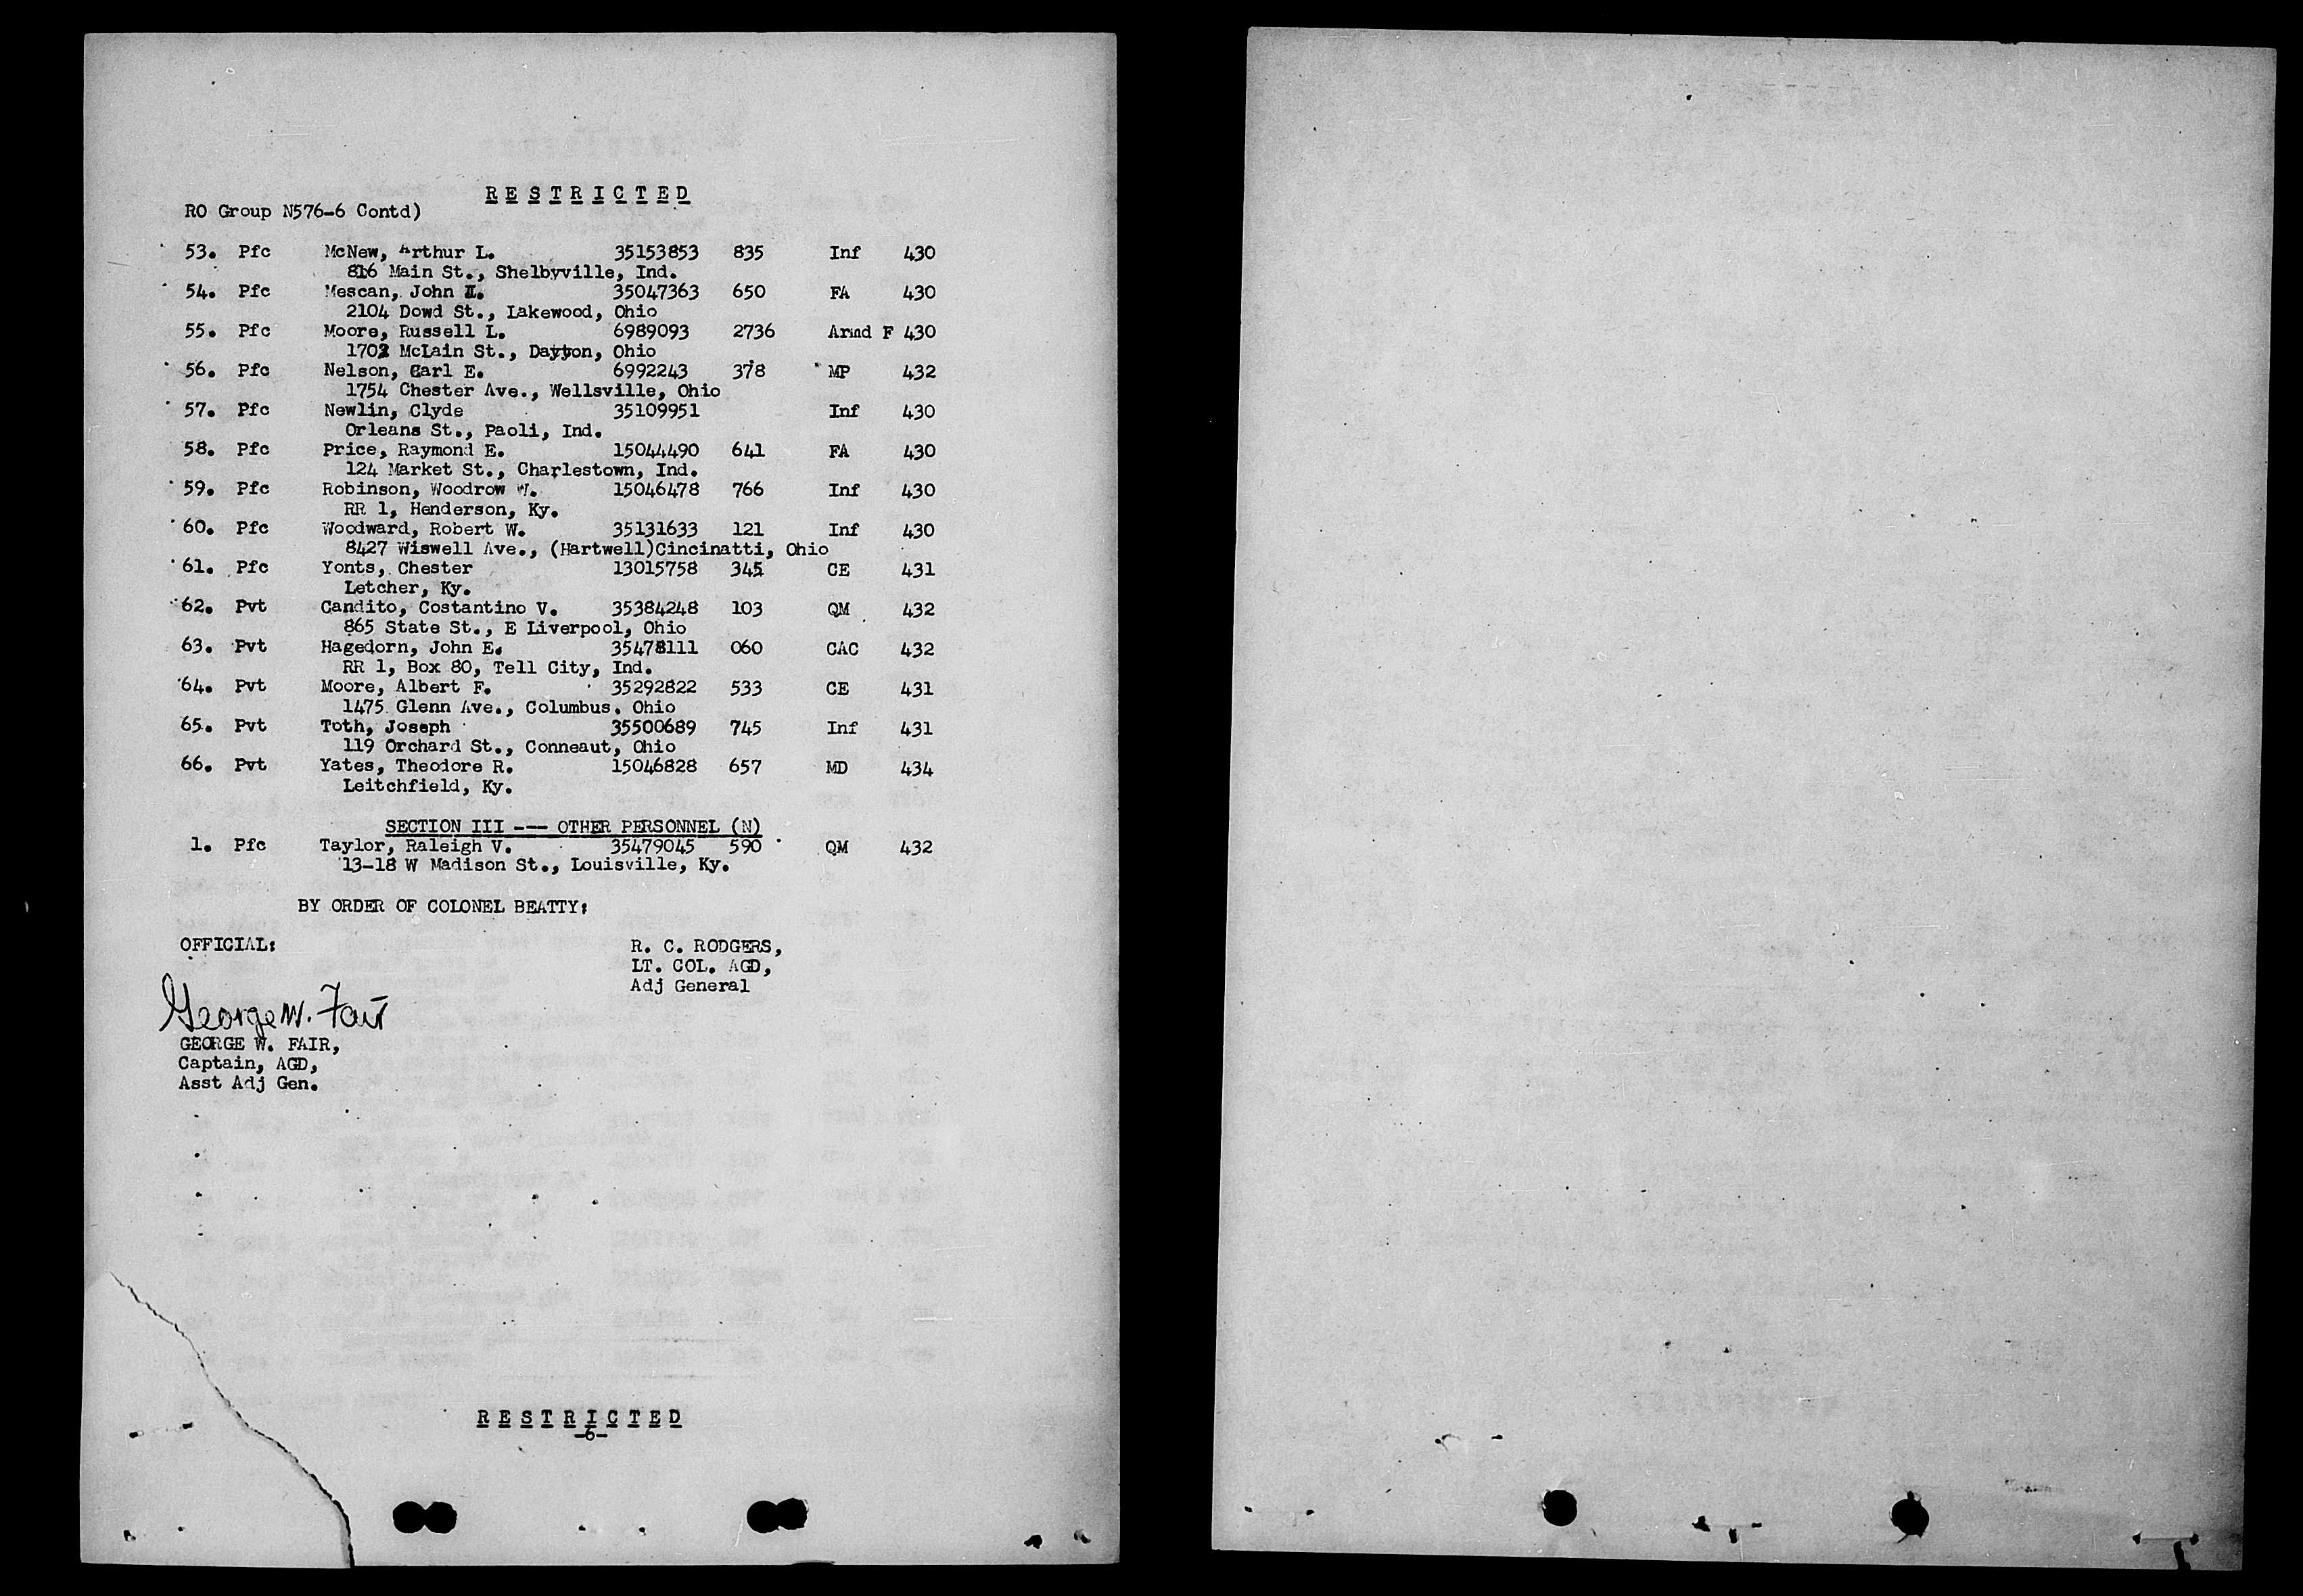 RESTRICTED
RO Group N576-6 Contd)
53. Pfc McNew, Arthur L. 35153853 835 Inf 430
816 Main St., Shelbyville, Ind.
54. Pfc Mescan, John I. 35047363 650 FA 430
2104 Dowd St., Lakewood, Ohio
55. Pfc Moore, Russell L. 6989093 2736 Armd F 430
1702 McLain St., Dayton, Ohio
56. Pfc Nelson, Carl E. 6992243 378 MP 432
1754 Chester Ave., Wellsville, Ohio
57. Pfc Newlin, Clyde 35109951 Inf 430
Orleans St., Paoli, Ind.
58. Pfc Price, Raymond E. 15044490 641 FA 430
124 Market St., Charlestown, Ind.
59. Pfc Robinson, Woodrow W. 15046478 766 Inf 430
RR 1, Henderson, Ky.
60. Pfc Woodward, Robert W. 35131633 121 Inf 430
8427 Wiswell Ave., (Hartwell)Cincinatti, Ohio
61. Pfc Yonts, Chester 13015758 345 CE 431
Letcher, Ky.
62. Pvt Candito, Costantino V. 35384248 103 QM 432
865 State St., E Liverpool, Ohio
63. Pvt Hagedorn, John E. 35478111 060 CAC 432
RR 1, Box 80, Tell City, Ind.
64. Pvt Moore, Albert F. 35292822 533 CE 431
1475 Glenn Ave., Columbus. Ohio
65. Pvt Toth, Joseph 35500689 745 Inf 431
119 Orchard St., Conneaut, Ohio
66. Pvt Yates, Theodore R. 15046828 657 MD 434
Leitchfield, Ky.
SECTION III --- OTHER PERSONNEL (N)
1. Pfc Taylor, Raleigh V. 35479045 590 QM 432
13-18 W Madison St., Louisville, Ky.
BY ORDER OF COLONEL BEATTY:
OFFICIAL:
R. C. RODGERS,
LT. COL. AGD,
Adj General
George W. Fair
GEORGE W. FAIR,
Captain, AGD,
Asst Adj Gen.
RESTRICTED
-6-